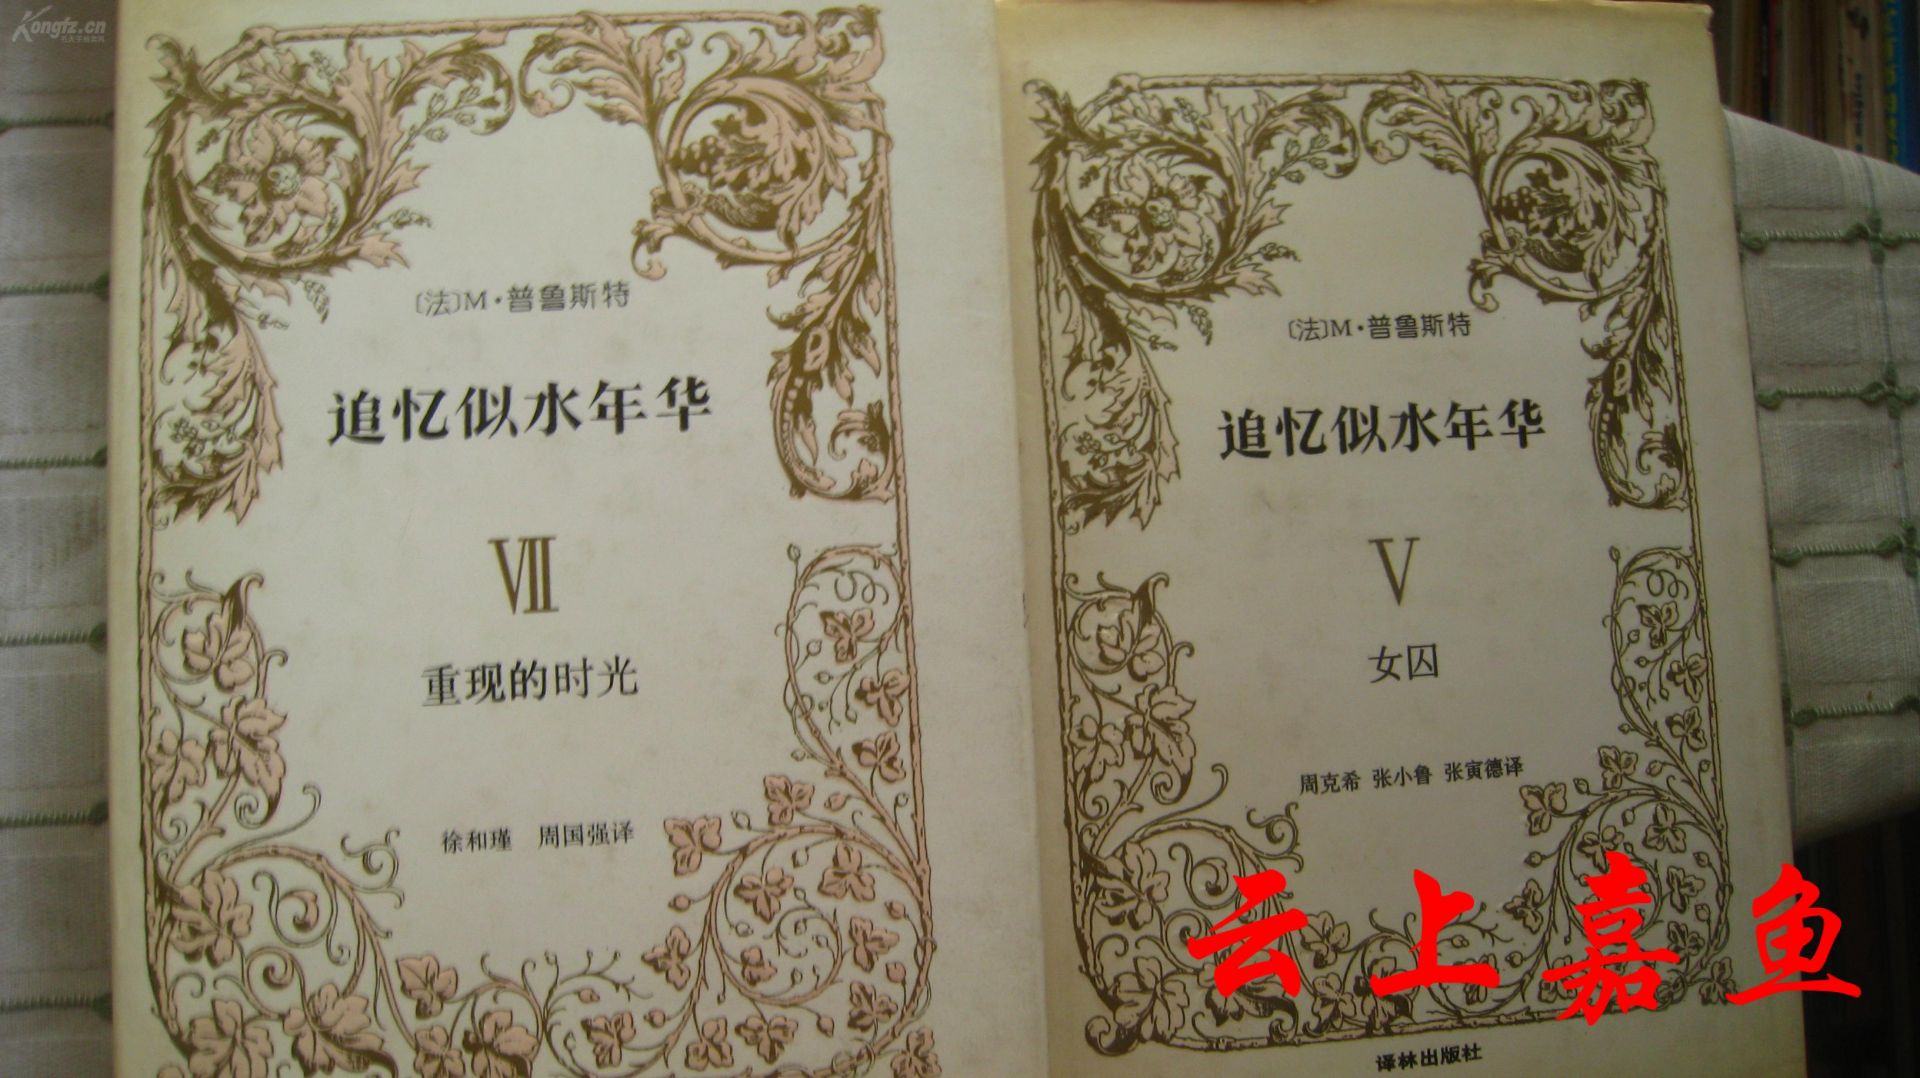 Kongfz.cn
〔法〕M·普鲁斯特
追忆似水年华
VII
重现的时光
徐和瑾 周国强译
〔法〕M·普鲁斯特
追忆似水年华
V
女囚
周克希 张小鲁 张寅德译
译林出版社
云上嘉鱼